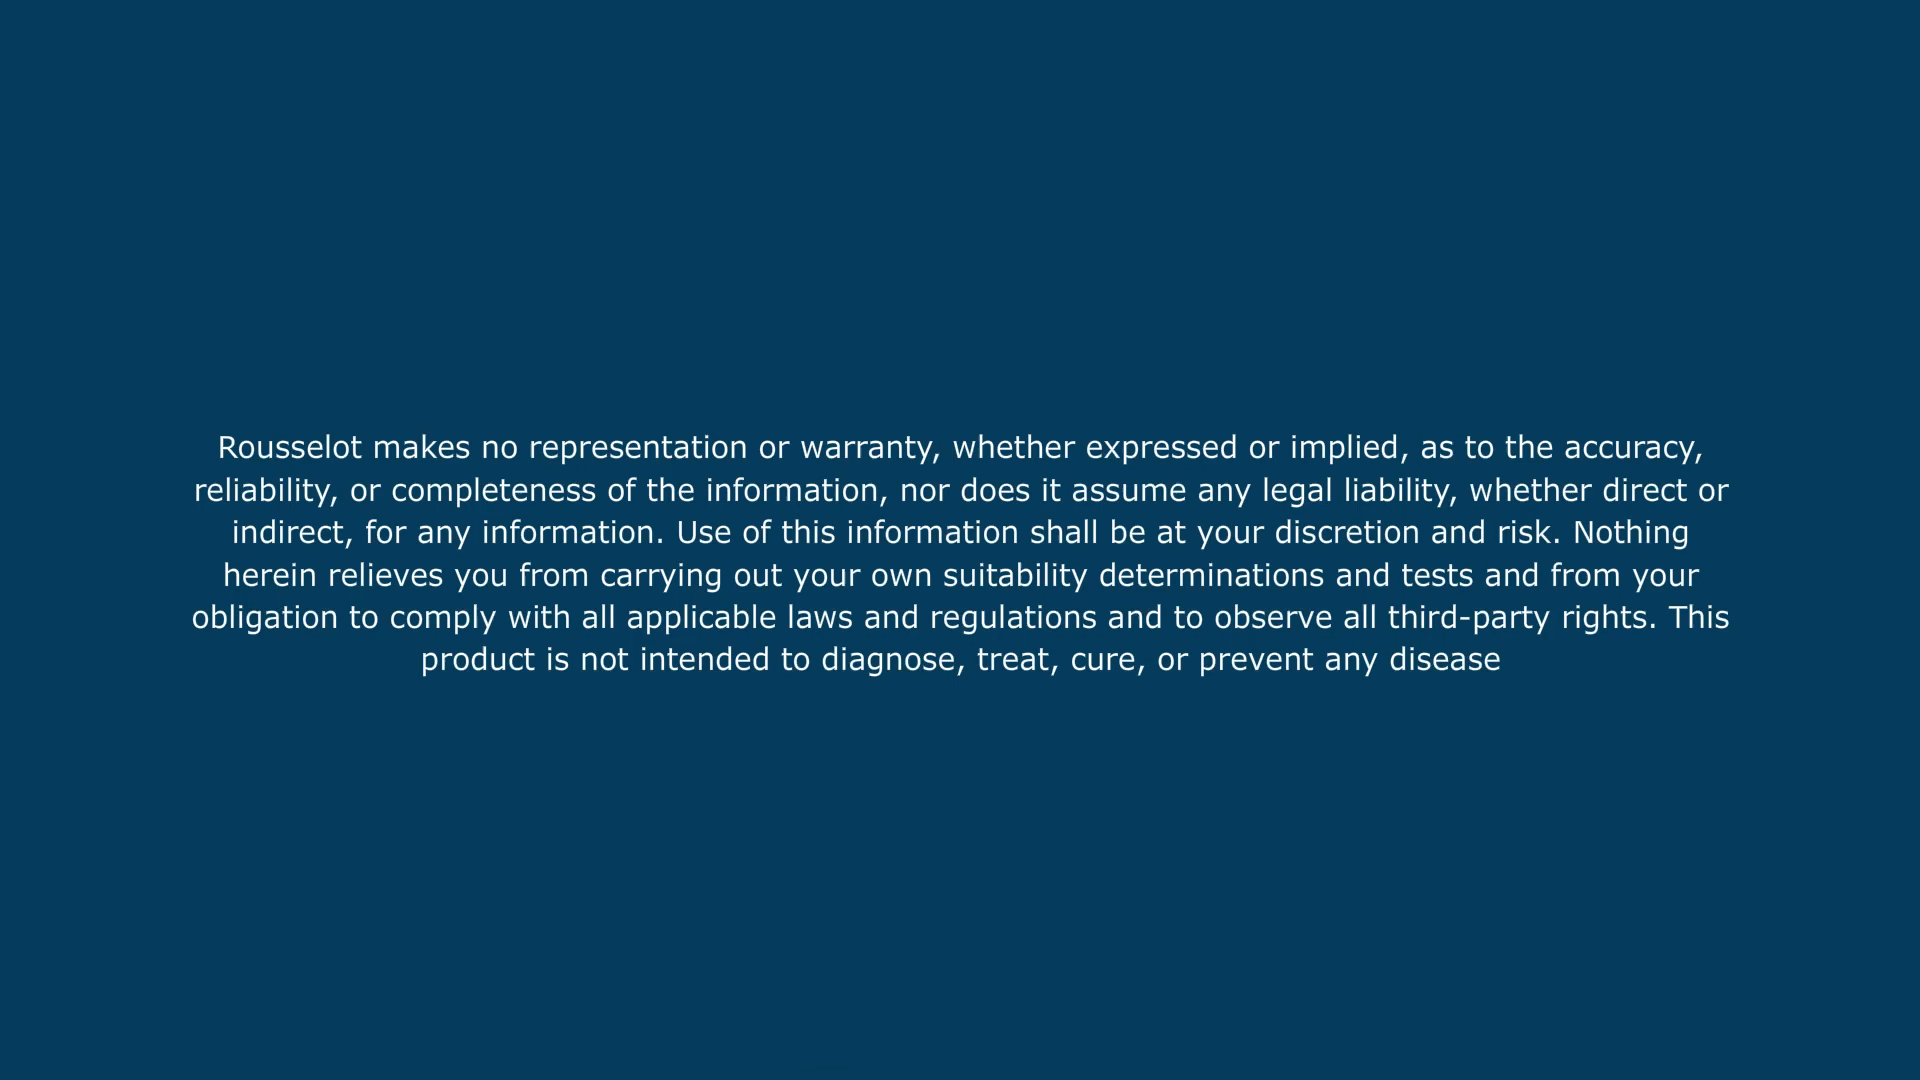 Rousselot makes no representation or warranty, whether expressed or implied, as to the accuracy,
reliability, or completeness of the information, nor does it assume any legal liability, whether direct or
indirect, for any information. Use of this information shall be at your discretion and risk. Nothing
herein relieves you from carrying out your own suitability determinations and tests and from your
obligation to comply with all applicable laws and regulations and to observe all third-party rights. This
product is not intended to diagnose, treat, cure, or prevent any disease